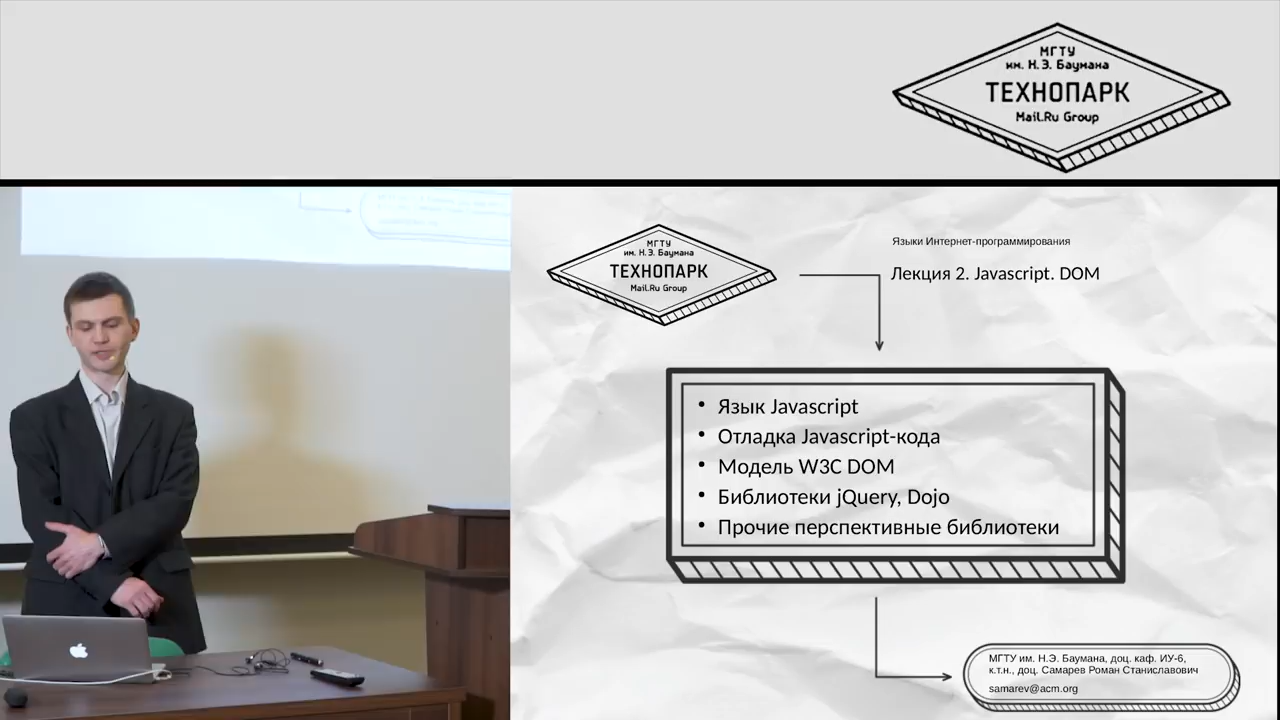 МГТУ
им. Н.Э. Баумана
ТЕХНОПАРК
Mail.Ru Group
МГТУ
им. Н.Э. Баумана
ТЕХНОПАРК
Mail.Ru Group
Языки Интернет-программирования
Лекция 2. Javascript. DOM
• Язык Javascript
• Отладка Javascript-кода
• Модель W3C DOM
• Библиотеки jQuery, Dojo
• Прочие перспективные библиотеки
МГТУ им. Н.Э. Баумана, доц. каф. ИУ-6,
к.т.н., доц. Самарев Роман Станиславович
samarev@acm.org